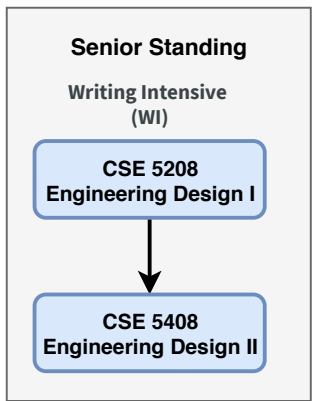 Senior Standing
Writing Intensive
(WI)
CSE 5208
Engineering Design I
CSE 5408
Engineering Design II